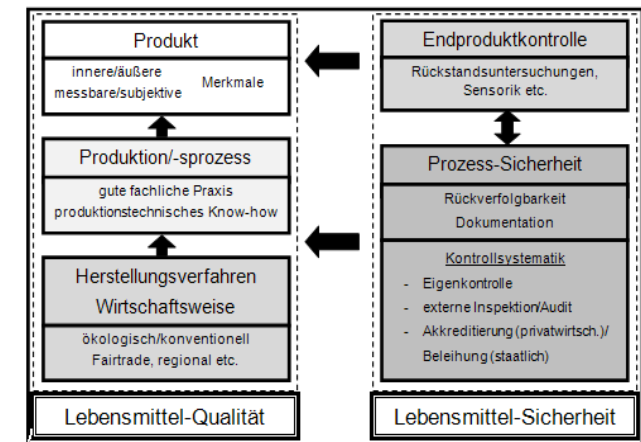 Produkt
innere/äußere
messbare/subjektive
Merkmale
Produktion/-sprozess
gute fachliche Praxis
produktionstechnisches Know-how
Herstellungsverfahren
Wirtschaftsweise
ökologisch/konventionell
Fairtrade, regional etc.
Lebensmittel-Qualität
Endproduktkontrolle
Rückstandsuntersuchungen,
Sensorik etc.
Prozess-Sicherheit
Rückverfolgbarkeit
Dokumentation
Kontrollsystematik
- Eigenkontrolle
- externe Inspektion/Audit
- Akkreditierung (privatwirtsch.)/
Beleihung (staatlich)
Lebensmittel-Sicherheit